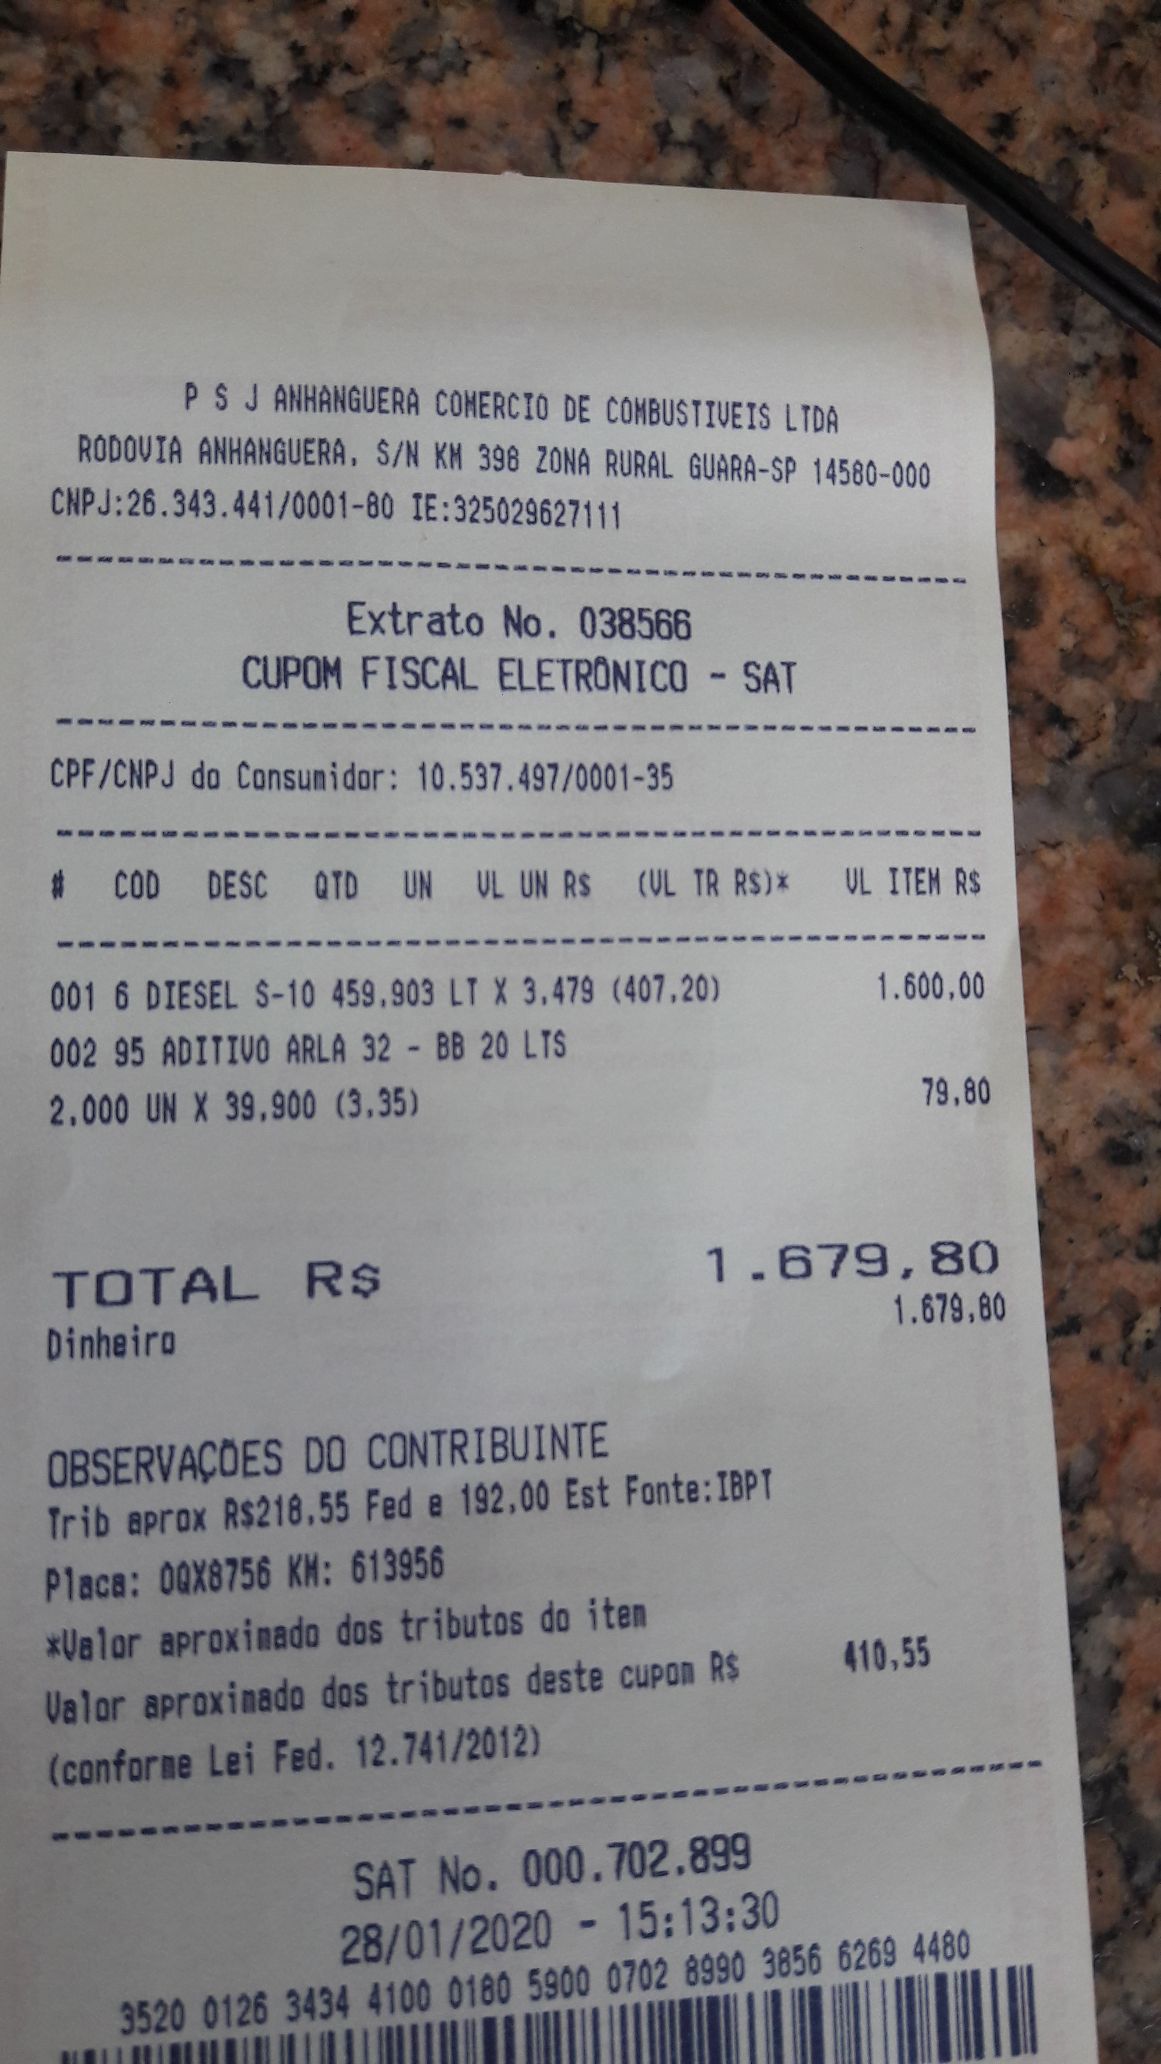 P S J ANHANGUERA COMERCIO DE COMBUSTIVEIS LTDA
RODOVIA ANHANGUERA, S/N KM 398 ZONA RURAL GUARA-SP 14580-000
CNPJ:26.343.441/0001-80 IE:325029627111
Extrato No. 038566
CUPOM FISCAL ELETRÔNICO - SAT
CPF/CNPJ do Consumidor: 10.537.497/0001-35
# COD DESC QTD UN VL UN R$ (VL TR R$)* VL ITEM R$
001 6 DIESEL S-10 459,903 LT X 3,479 (407,20) 1.600,00
002 95 ADITIVO ARLA 32 - BB 20 LTS
2,000 UN X 39,900 (3,35) 79,80
TOTAL R$ 1.679,80
Dinheiro 1.679,80
OBSERVAÇÕES DO CONTRIBUINTE
Trib aprox R$218,55 Fed e 192,00 Est Fonte:IBPT
Placa: OQX8756 KM: 613956
*Valor aproximado dos tributos do item
Valor aproximado dos tributos deste cupom R$ 410,55
(conforme Lei Fed. 12.741/2012)
SAT No. 000.702.899
28/01/2020 - 15:13:30
3520 0126 3434 4100 0180 5900 0702 8990 3856 6269 4480